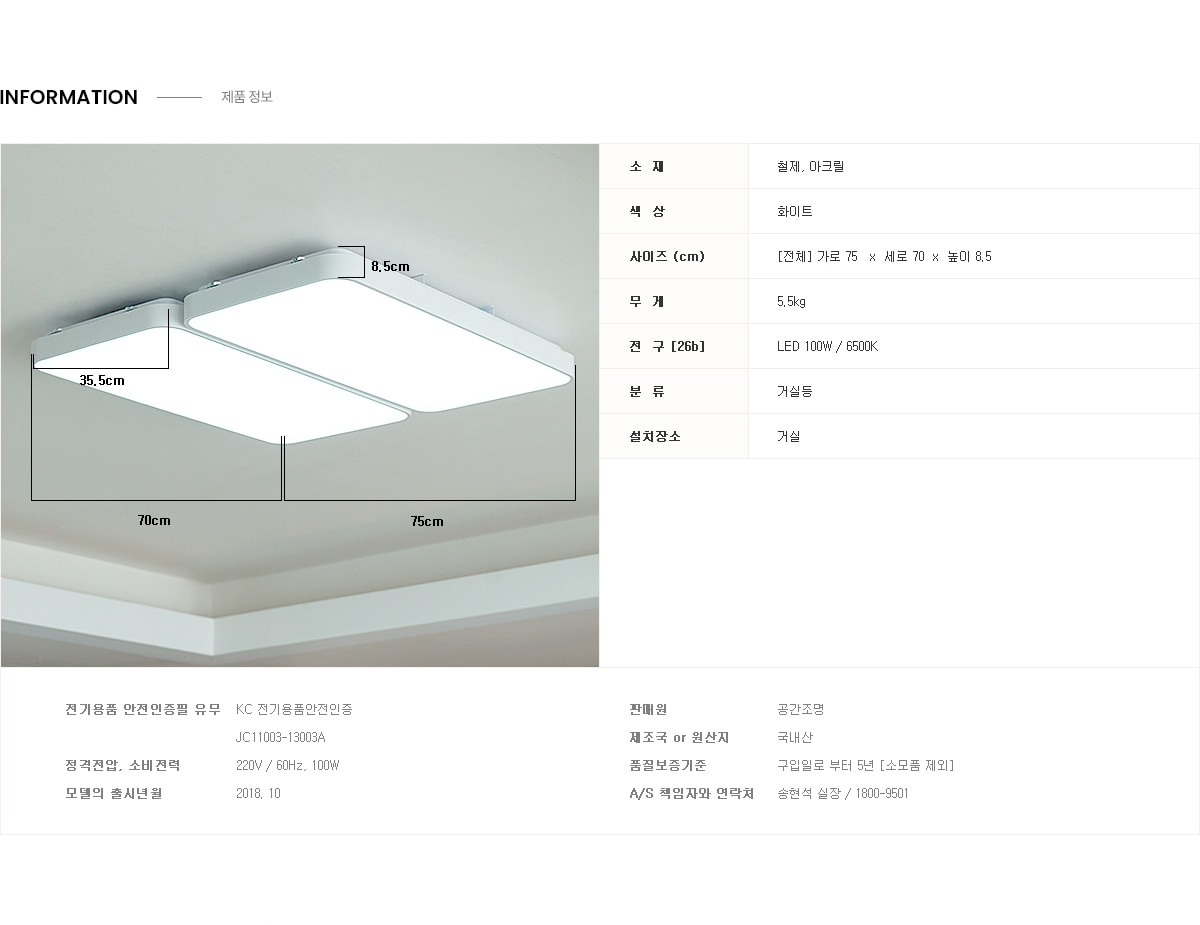 INFORMATION 제품 정보
8.5cm
35.5cm
70cm
75cm
소 재 철제, 아크릴
색 상 화이트
사이즈 (cm) [전체] 가로 75 x 세로 70 x 높이 8.5
무 게 5.5kg
전 구 [26b] LED 100W / 6500K
분 류 거실등
설치장소 거실
전기용품 안전인증필 유무 KC 전기용품안전인증
JC11003-13003A
정격전압, 소비전력 220V / 60Hz, 100W
모델의 출시년월 2018. 10
판매원 공간조명
제조국 or 원산지 국내산
품질보증기준 구입일로 부터 5년 [소모품 제외]
A/S 책임자와 연락처 송현석 실장 / 1800-9501